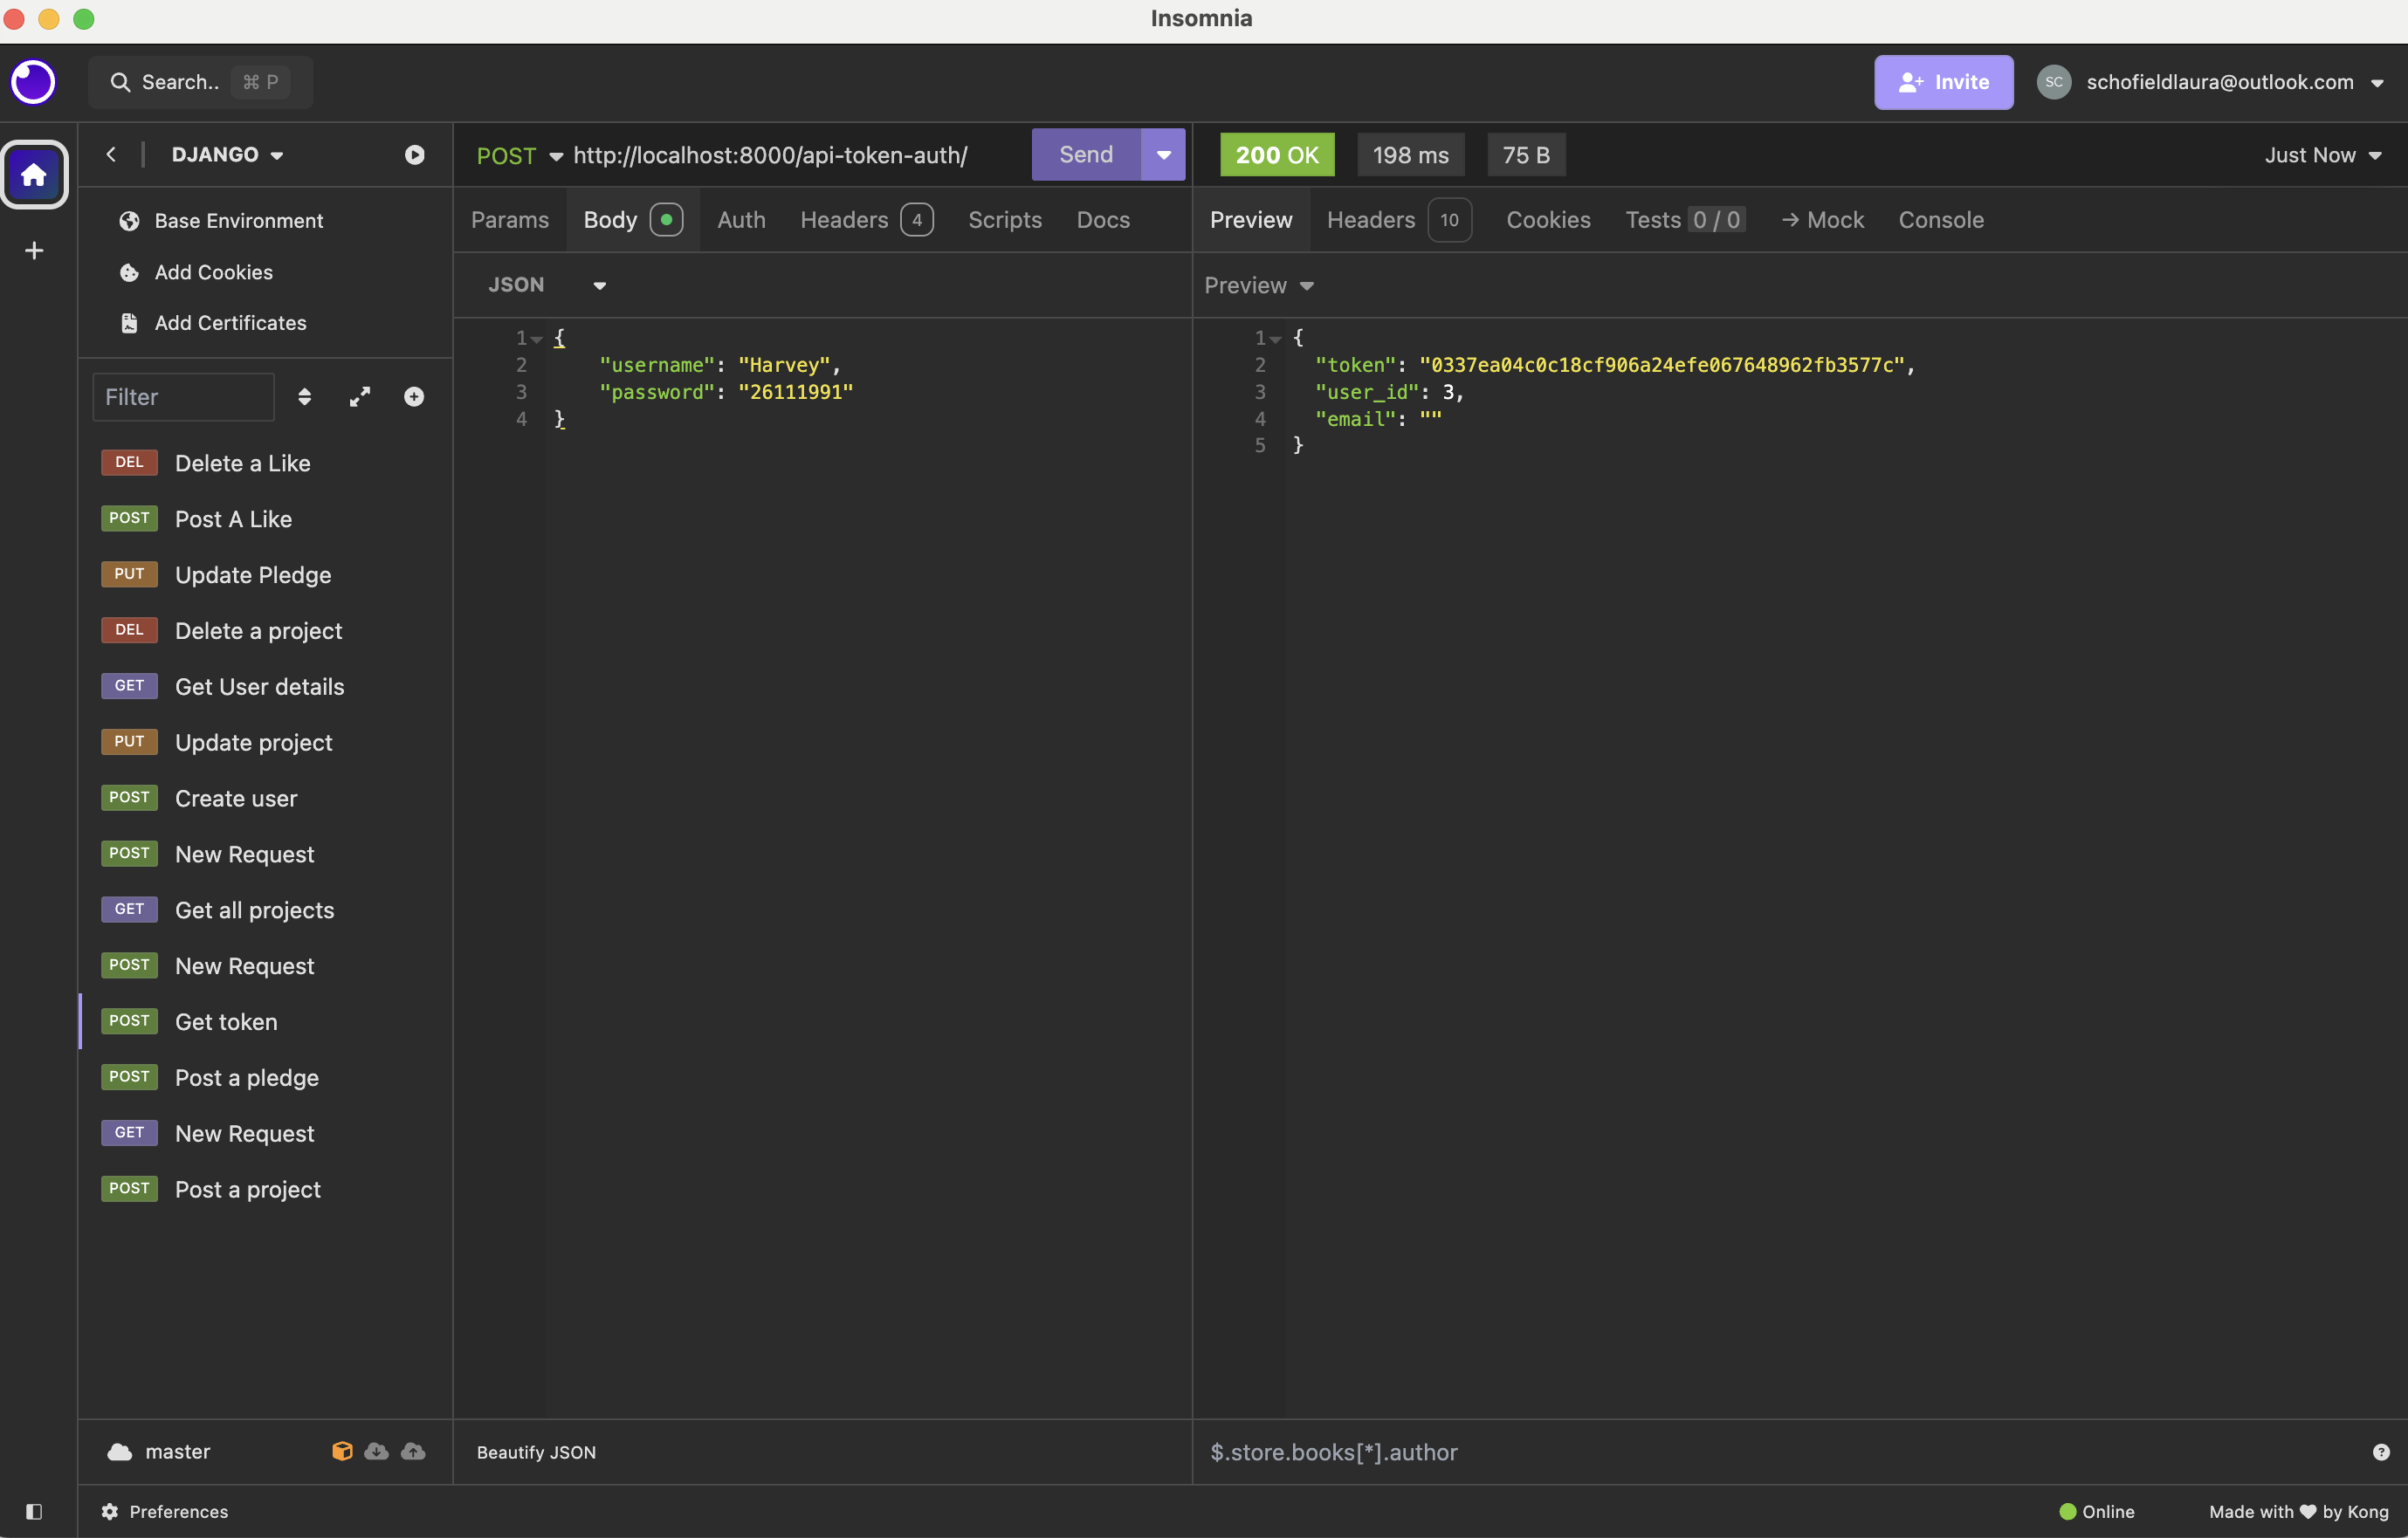 Insomnia
Search.. ⌘ P
Invite
SC schofieldlaura@outlook.com
DJANGO
Base Environment
Add Cookies
Add Certificates
Filter
DEL Delete a Like
POST Post A Like
PUT Update Pledge
DEL Delete a project
GET Get User details
PUT Update project
POST Create user
POST New Request
GET Get all projects
POST New Request
POST Get token
POST Post a pledge
GET New Request
POST Post a project
master
Preferences
POST http://localhost:8000/api-token-auth/ Send
Params Body Auth Headers 4 Scripts Docs
JSON
1 {
2 "username": "Harvey",
3 "password": "26111991"
4 }
Beautify JSON
200 OK 198 ms 75 B Just Now
Preview Headers 10 Cookies Tests 0 / 0 → Mock Console
Preview
1 {
2 "token": "0337ea04c0c18cf906a24efe067648962fb3577c",
3 "user_id": 3,
4 "email": ""
5 }
$.store.books[*].author
Online Made with ♥ by Kong